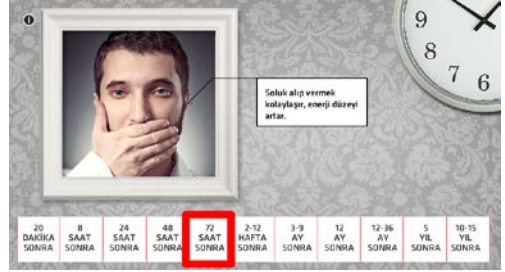 Soluk alıp vermek
kolaylaşır, enerji düzeyi
artar.
9
8
7
6
20
DAKİKA
SONRA
8
SAAT
SONRA
24
SAAT
SONRA
48
SAAT
SONRA
72
SAAT
SONRA
2-12
HAFTA
SONRA
3-9
AY
SONRA
12
AY
SONRA
12-36
AY
SONRA
5
YIL
SONRA
10-15
YIL
SONRA